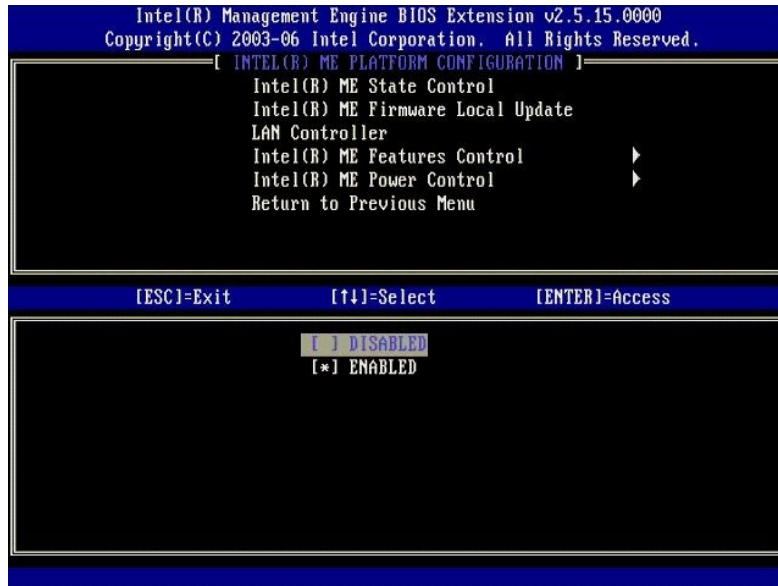 Intel(R) Management Engine BIOS Extension v2.5.15.0000
Copyright(C) 2003-06 Intel Corporation. All Rights Reserved.
[ INTEL(R) ME PLATFORM CONFIGURATION ]
Intel(R) ME State Control
Intel(R) ME Firmware Local Update
LAN Controller
Intel(R) ME Features Control
Intel(R) ME Power Control
Return to Previous Menu
[ESC]=Exit [↑↓]=Select [ENTER]=Access
[ ] DISABLED
[*] ENABLED